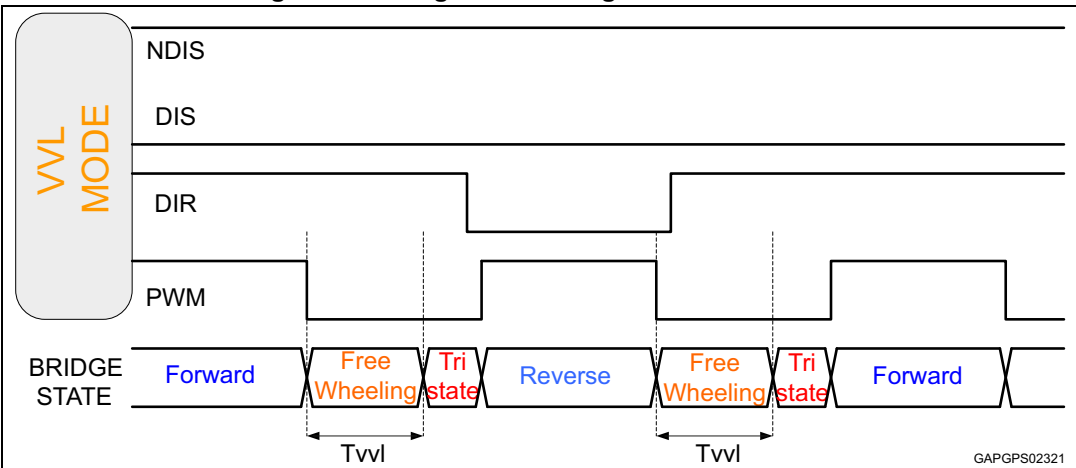 VVL
MODE
NDIS
DIS
DIR
PWM
BRIDGE
STATE
Forward
Free
Wheeling
Tri
state
Reverse
Free
Wheeling
Tri
state
Forward
Tvvl
Tvvl
GAPGPS02321